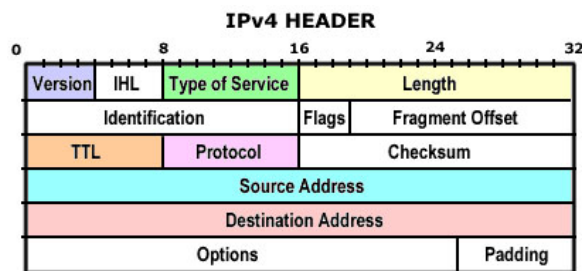 IPv4 HEADER
0 8 16 24 32
Version IHL Type of Service Length
Identification Flags Fragment Offset
TTL Protocol Checksum
Source Address
Destination Address
Options Padding